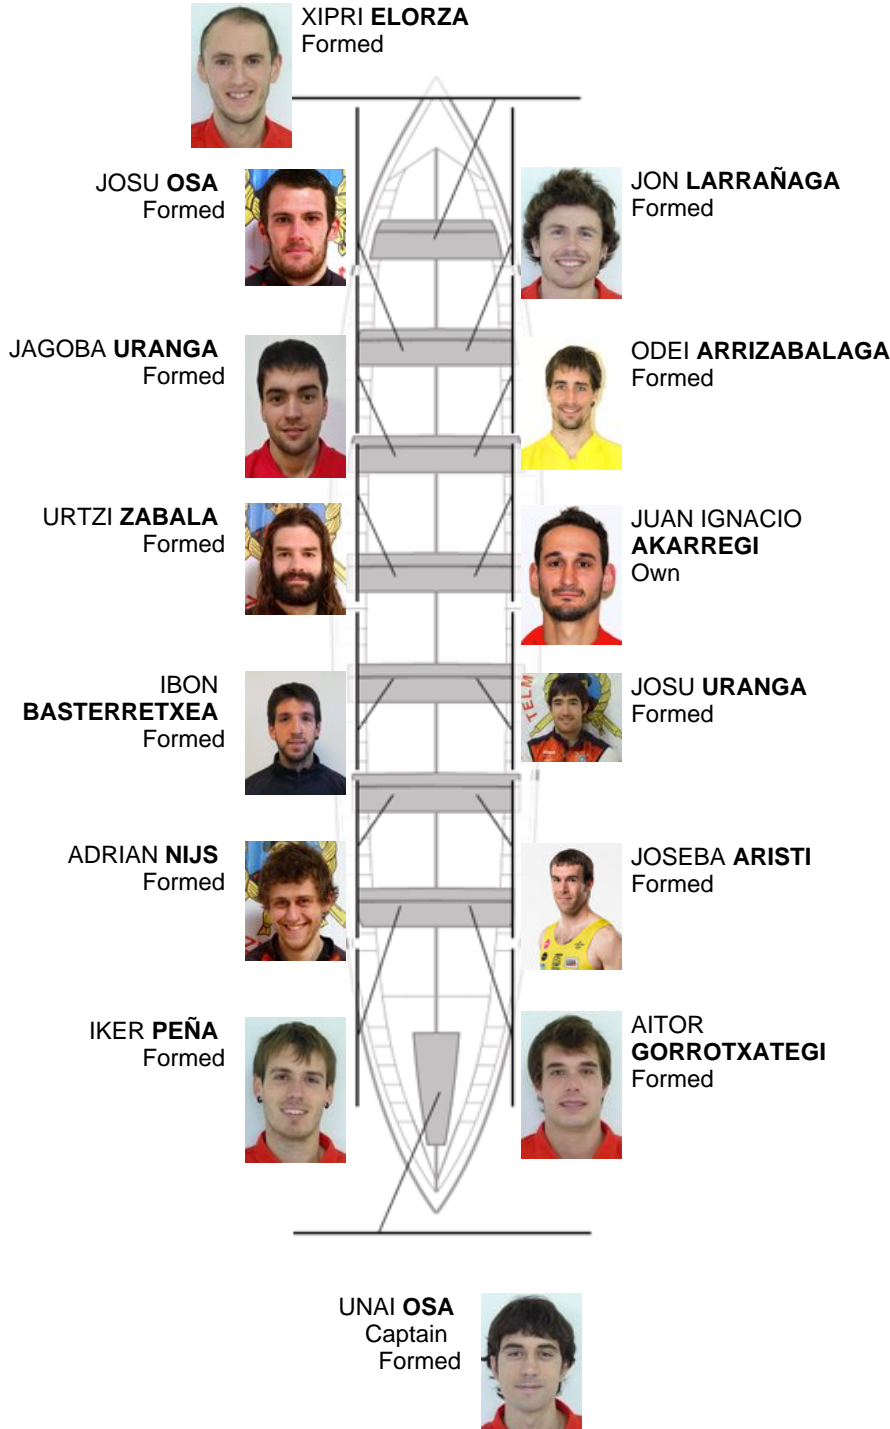 XIPRI ELORZA
Formed
JOSU OSA
Formed
JON LARRAÑAGA
Formed
JAGOBA URANGA
Formed
ODEI ARRIZABALAGA
Formed
URTZI ZABALA
Formed
JUAN IGNACIO
AKARREGI
Own
IBON
BASTERRETXEA
Formed
TELM
JOSU URANGA
Formed
ADRIAN NIJS
Formed
JOSEBA ARISTI
Formed
IKER PEÑA
Formed
AITOR
GORROTXATEGI
Formed
UNAI OSA
Captain
Formed